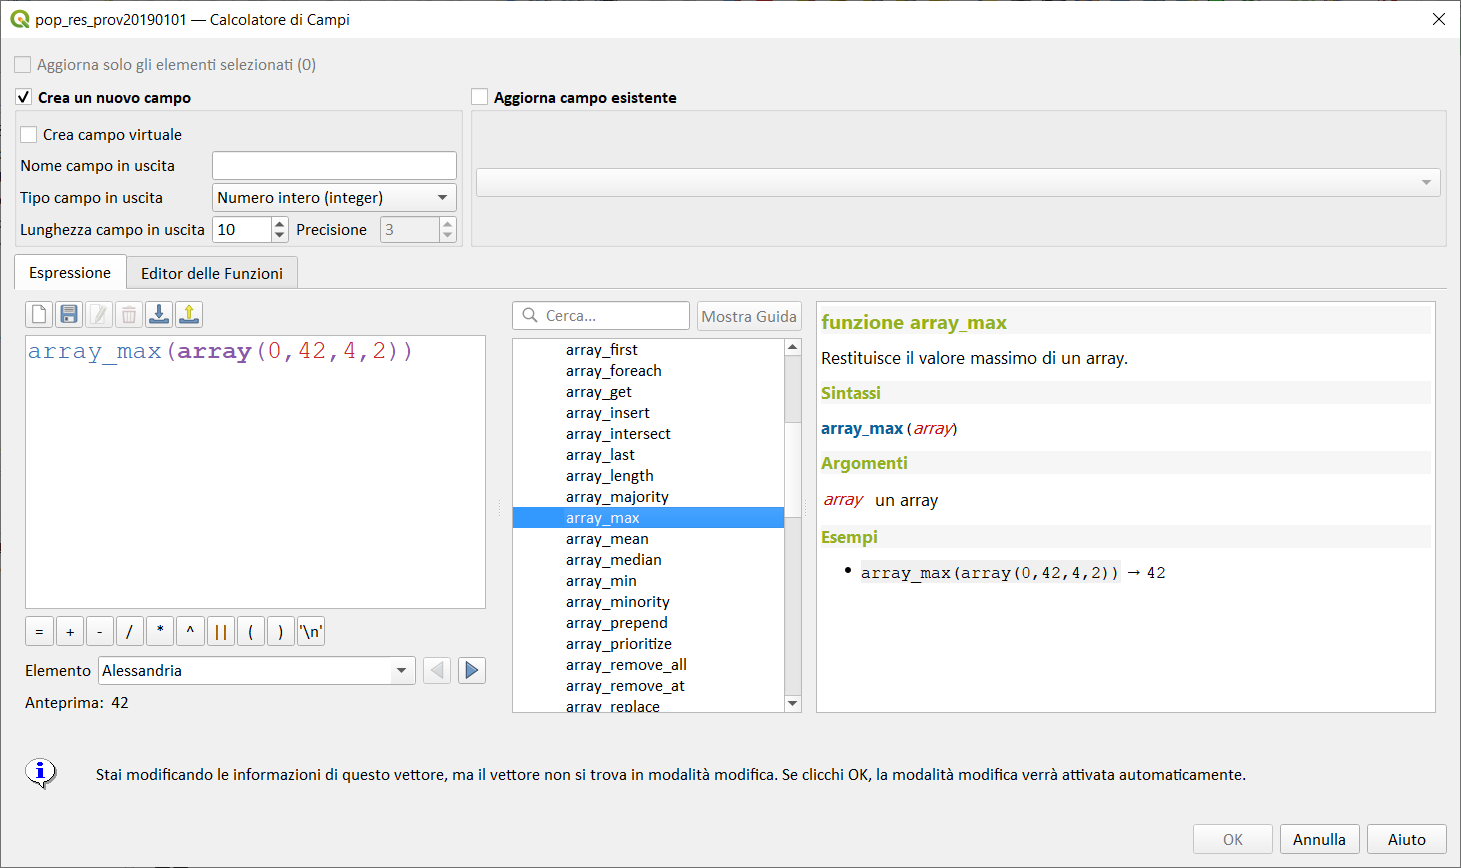 pop_res_prov20190101 — Calcolatore di Campi
Aggiorna solo gli elementi selezionati (0)
Crea un nuovo campo
Aggiorna campo esistente
Crea campo virtuale
Nome campo in uscita
Tipo campo in uscita Numero intero (integer)
Lunghezza campo in uscita 10 Precisione 3
Espressione Editor delle Funzioni
array_max(array(0,42,4,2))
= + - / * ^ || ( ) '\n'
Elemento Alessandria
Anteprima: 42
Cerca... Mostra Guida
array_first
array_foreach
array_get
array_insert
array_intersect
array_last
array_length
array_majority
array_max
array_mean
array_median
array_min
array_minority
array_prepend
array_prioritize
array_remove_all
array_remove_at
array_replace
funzione array_max
Restituisce il valore massimo di un array.
Sintassi
array_max(array)
Argomenti
array un array
Esempi
• array_max(array(0,42,4,2)) → 42
Stai modificando le informazioni di questo vettore, ma il vettore non si trova in modalità modifica. Se clicchi OK, la modalità modifica verrà attivata automaticamente.
OK Annulla Aiuto